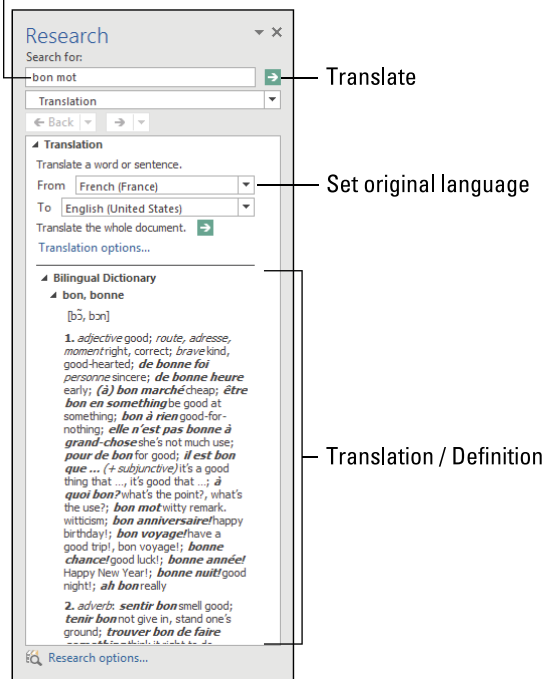 Research
Search for:
bon mot
Translate
Translation
Back
Translation
Translate a word or sentence.
From French (France)
Set original language
To English (United States)
Translate the whole document.
Translation options...
Bilingual Dictionary
bon, bonne
[bɔ̃, bɔn]
1. adjective good; route, adresse,
moment right, correct; brave kind,
good-hearted; de bonne foi
personne sincere; de bonne heure
early; (à) bon marché cheap; être
bon en something be good at
something; bon à rien good-for-
nothing; elle n'est pas bonne à
grand-chose she's not much use;
pour de bon for good; il est bon
que ... (+ subjunctive) it's a good
thing that ..., it's good that ...; à
quoi bon? what's the point?, what's
the use?; bon mot witty remark.
witticism; bon anniversaire! happy
birthday!; bon voyage! have a
good trip!, bon voyage!; bonne
chance! good luck!; bonne année!
Happy New Year!; bonne nuit! good
night!; ah bon really
Translation / Definition
2. adverb: sentir bon smell good;
tenir bon not give in, stand one's
ground; trouver bon de faire
Research options...